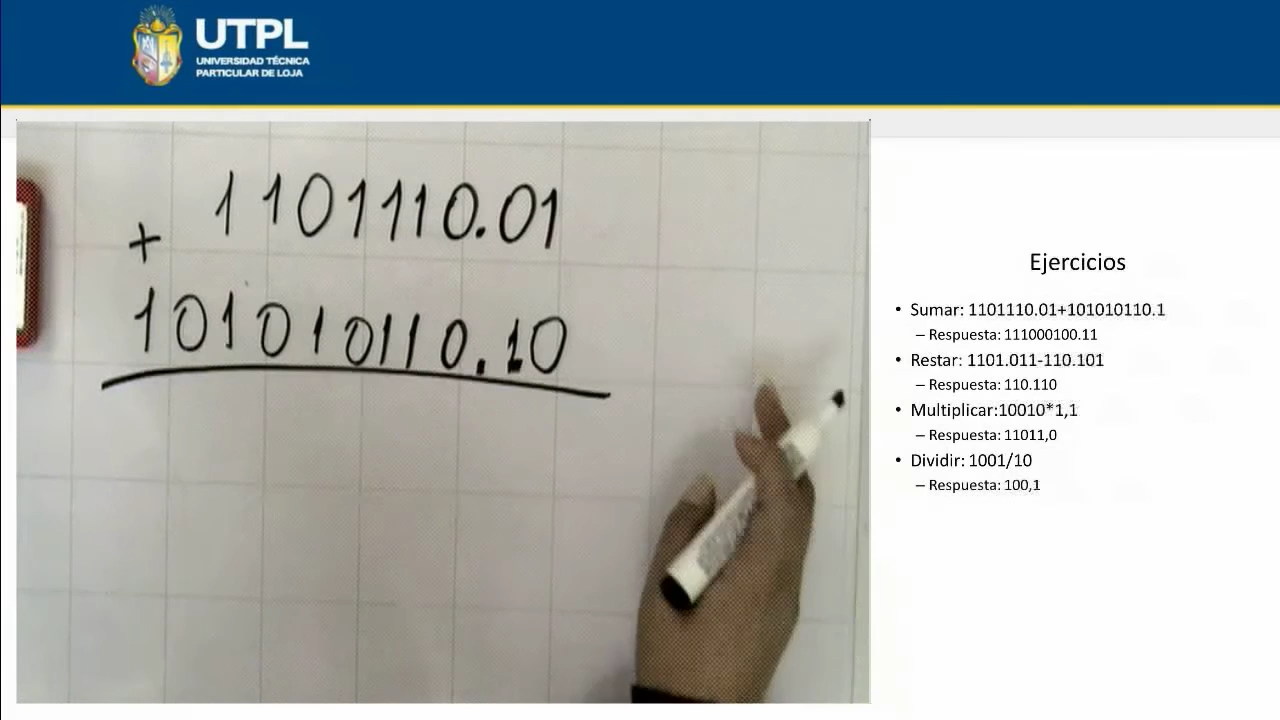 UTPL
UNIVERSIDAD TÉCNICA
PARTICULAR DE LOJA
1101110.01
+
101010110.10
Ejercicios
• Sumar: 1101110.01+101010110.1
– Respuesta: 111000100.11
• Restar: 1101.011-110.101
– Respuesta: 110.110
• Multiplicar:10010*1,1
– Respuesta: 11011,0
• Dividir: 1001/10
– Respuesta: 100,1